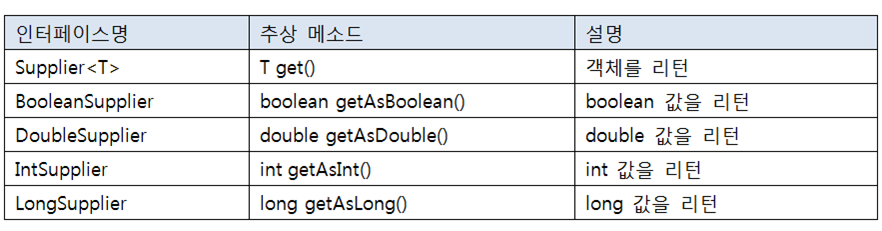 인터페이스명 추상 메소드 설명
Supplier<T> T get() 객체를 리턴
BooleanSupplier boolean getAsBoolean() boolean 값을 리턴
DoubleSupplier double getAsDouble() double 값을 리턴
IntSupplier int getAsInt() int 값을 리턴
LongSupplier long getAsLong() long 값을 리턴